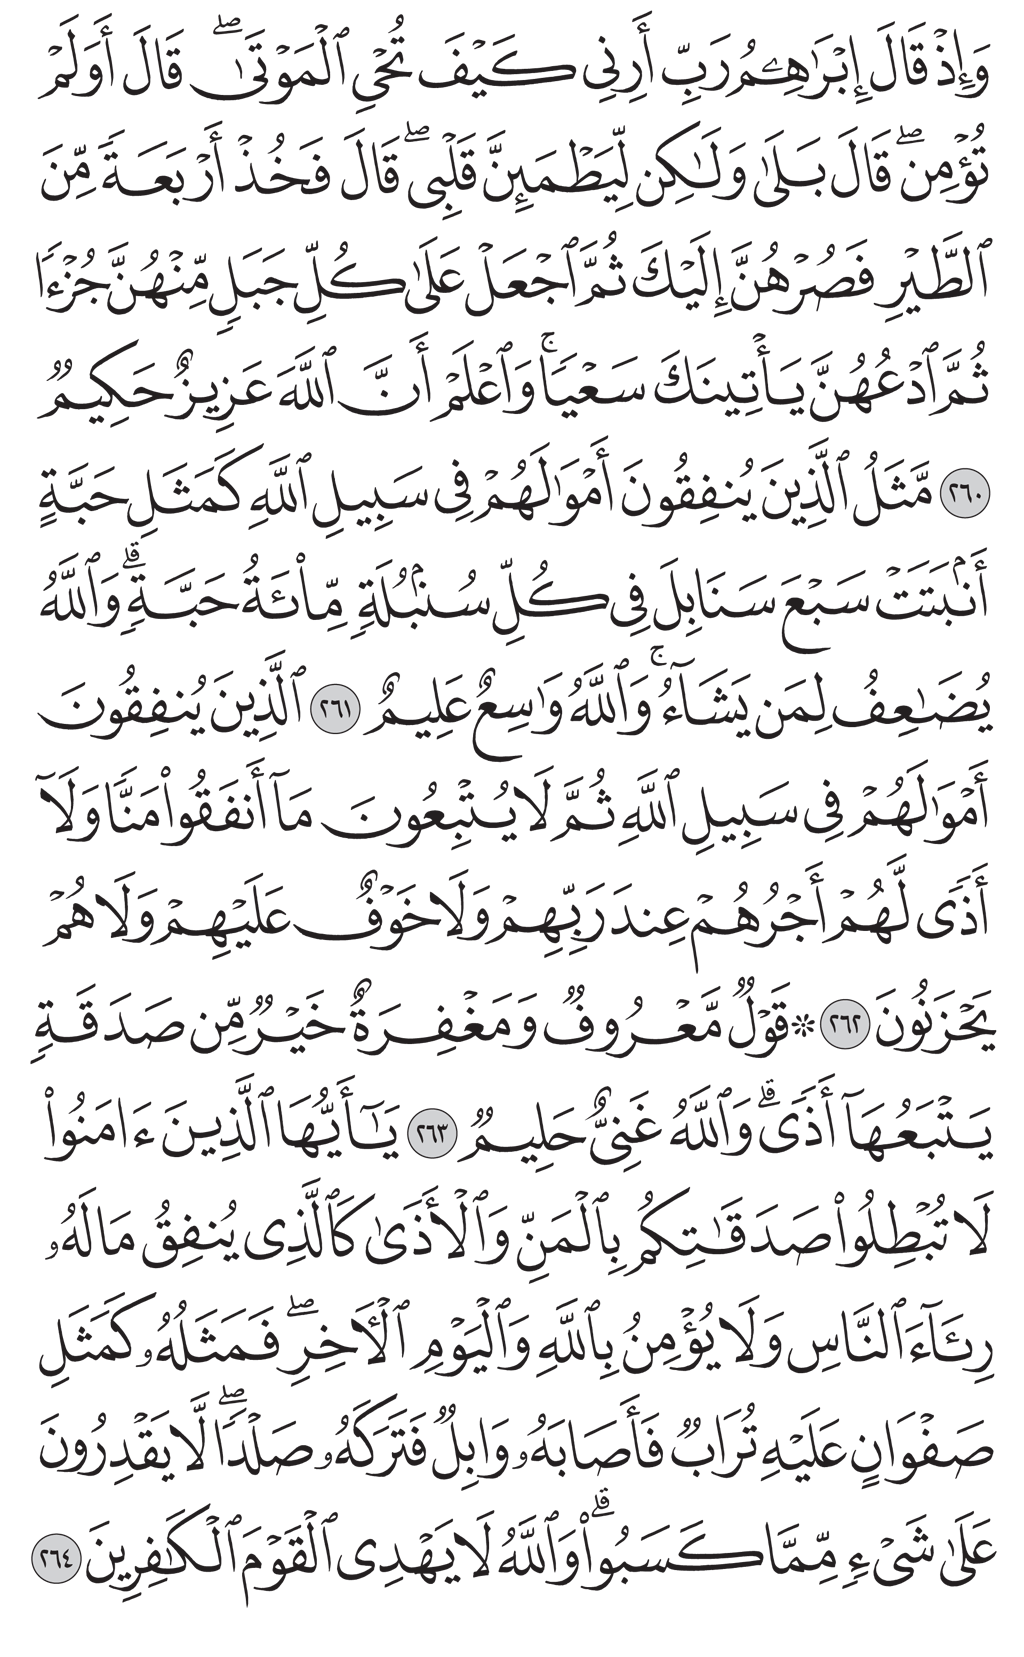 وَإِذۡ قَالَ إِبۡرَٰهِـۧمُ رَبِّ أَرِنِي كَيۡفَ تُحۡيِ ٱلۡمَوۡتَىٰۖ قَالَ أَوَلَمۡ
تُؤۡمِنۖ قَالَ بَلَىٰ وَلَٰكِن لِّيَطۡمَئِنَّ قَلۡبِيۖ قَالَ فَخُذۡ أَرۡبَعَةٗ مِّنَ
ٱلطَّيۡرِ فَصُرۡهُنَّ إِلَيۡكَ ثُمَّ ٱجۡعَلۡ عَلَىٰ كُلِّ جَبَلٖ مِّنۡهُنَّ جُزۡءٗا
ثُمَّ ٱدۡعُهُنَّ يَأۡتِينَكَ سَعۡيٗاۚ وَٱعۡلَمۡ أَنَّ ٱللَّهَ عَزِيزٌ حَكِيمٞ
٢٦٠ مَّثَلُ ٱلَّذِينَ يُنفِقُونَ أَمۡوَٰلَهُمۡ فِي سَبِيلِ ٱللَّهِ كَمَثَلِ حَبَّةٍ
أَنۢبَتَتۡ سَبۡعَ سَنَابِلَ فِي كُلِّ سُنۢبُلَةٖ مِّاْئَةُ حَبَّةٖۗ وَٱللَّهُ
يُضَٰعِفُ لِمَن يَشَآءُۚ وَٱللَّهُ وَٰسِعٌ عَلِيمٌ ٢٦١ ٱلَّذِينَ يُنفِقُونَ
أَمۡوَٰلَهُمۡ فِي سَبِيلِ ٱللَّهِ ثُمَّ لَا يُتۡبِعُونَ مَآ أَنفَقُواْ مَنّٗا وَلَآ
أَذٗى لَّهُمۡ أَجۡرُهُمۡ عِندَ رَبِّهِمۡ وَلَا خَوۡفٌ عَلَيۡهِمۡ وَلَا هُمۡ
يَحۡزَنُونَ ٢٦٢ ۞ قَوۡلٞ مَّعۡرُوفٞ وَمَغۡفِرَةٌ خَيۡرٞ مِّن صَدَقَةٖ
يَتۡبَعُهَآ أَذٗىۗ وَٱللَّهُ غَنِيٌّ حَلِيمٞ ٢٦٣ يَٰٓأَيُّهَا ٱلَّذِينَ ءَامَنُواْ
لَا تُبۡطِلُواْ صَدَقَٰتِكُم بِٱلۡمَنِّ وَٱلۡأَذَىٰ كَٱلَّذِي يُنفِقُ مَالَهُۥ
رِئَآءَ ٱلنَّاسِ وَلَا يُؤۡمِنُ بِٱللَّهِ وَٱلۡيَوۡمِ ٱلۡأٓخِرِۖ فَمَثَلُهُۥ كَمَثَلِ
صَفۡوَانٍ عَلَيۡهِ تُرَابٞ فَأَصَابَهُۥ وَابِلٞ فَتَرَكَهُۥ صَلۡدٗاۖ لَّا يَقۡدِرُونَ
عَلَىٰ شَيۡءٖ مِّمَّا كَسَبُواْۗ وَٱللَّهُ لَا يَهۡدِي ٱلۡقَوۡمَ ٱلۡكَٰفِرِينَ ٢٦٤